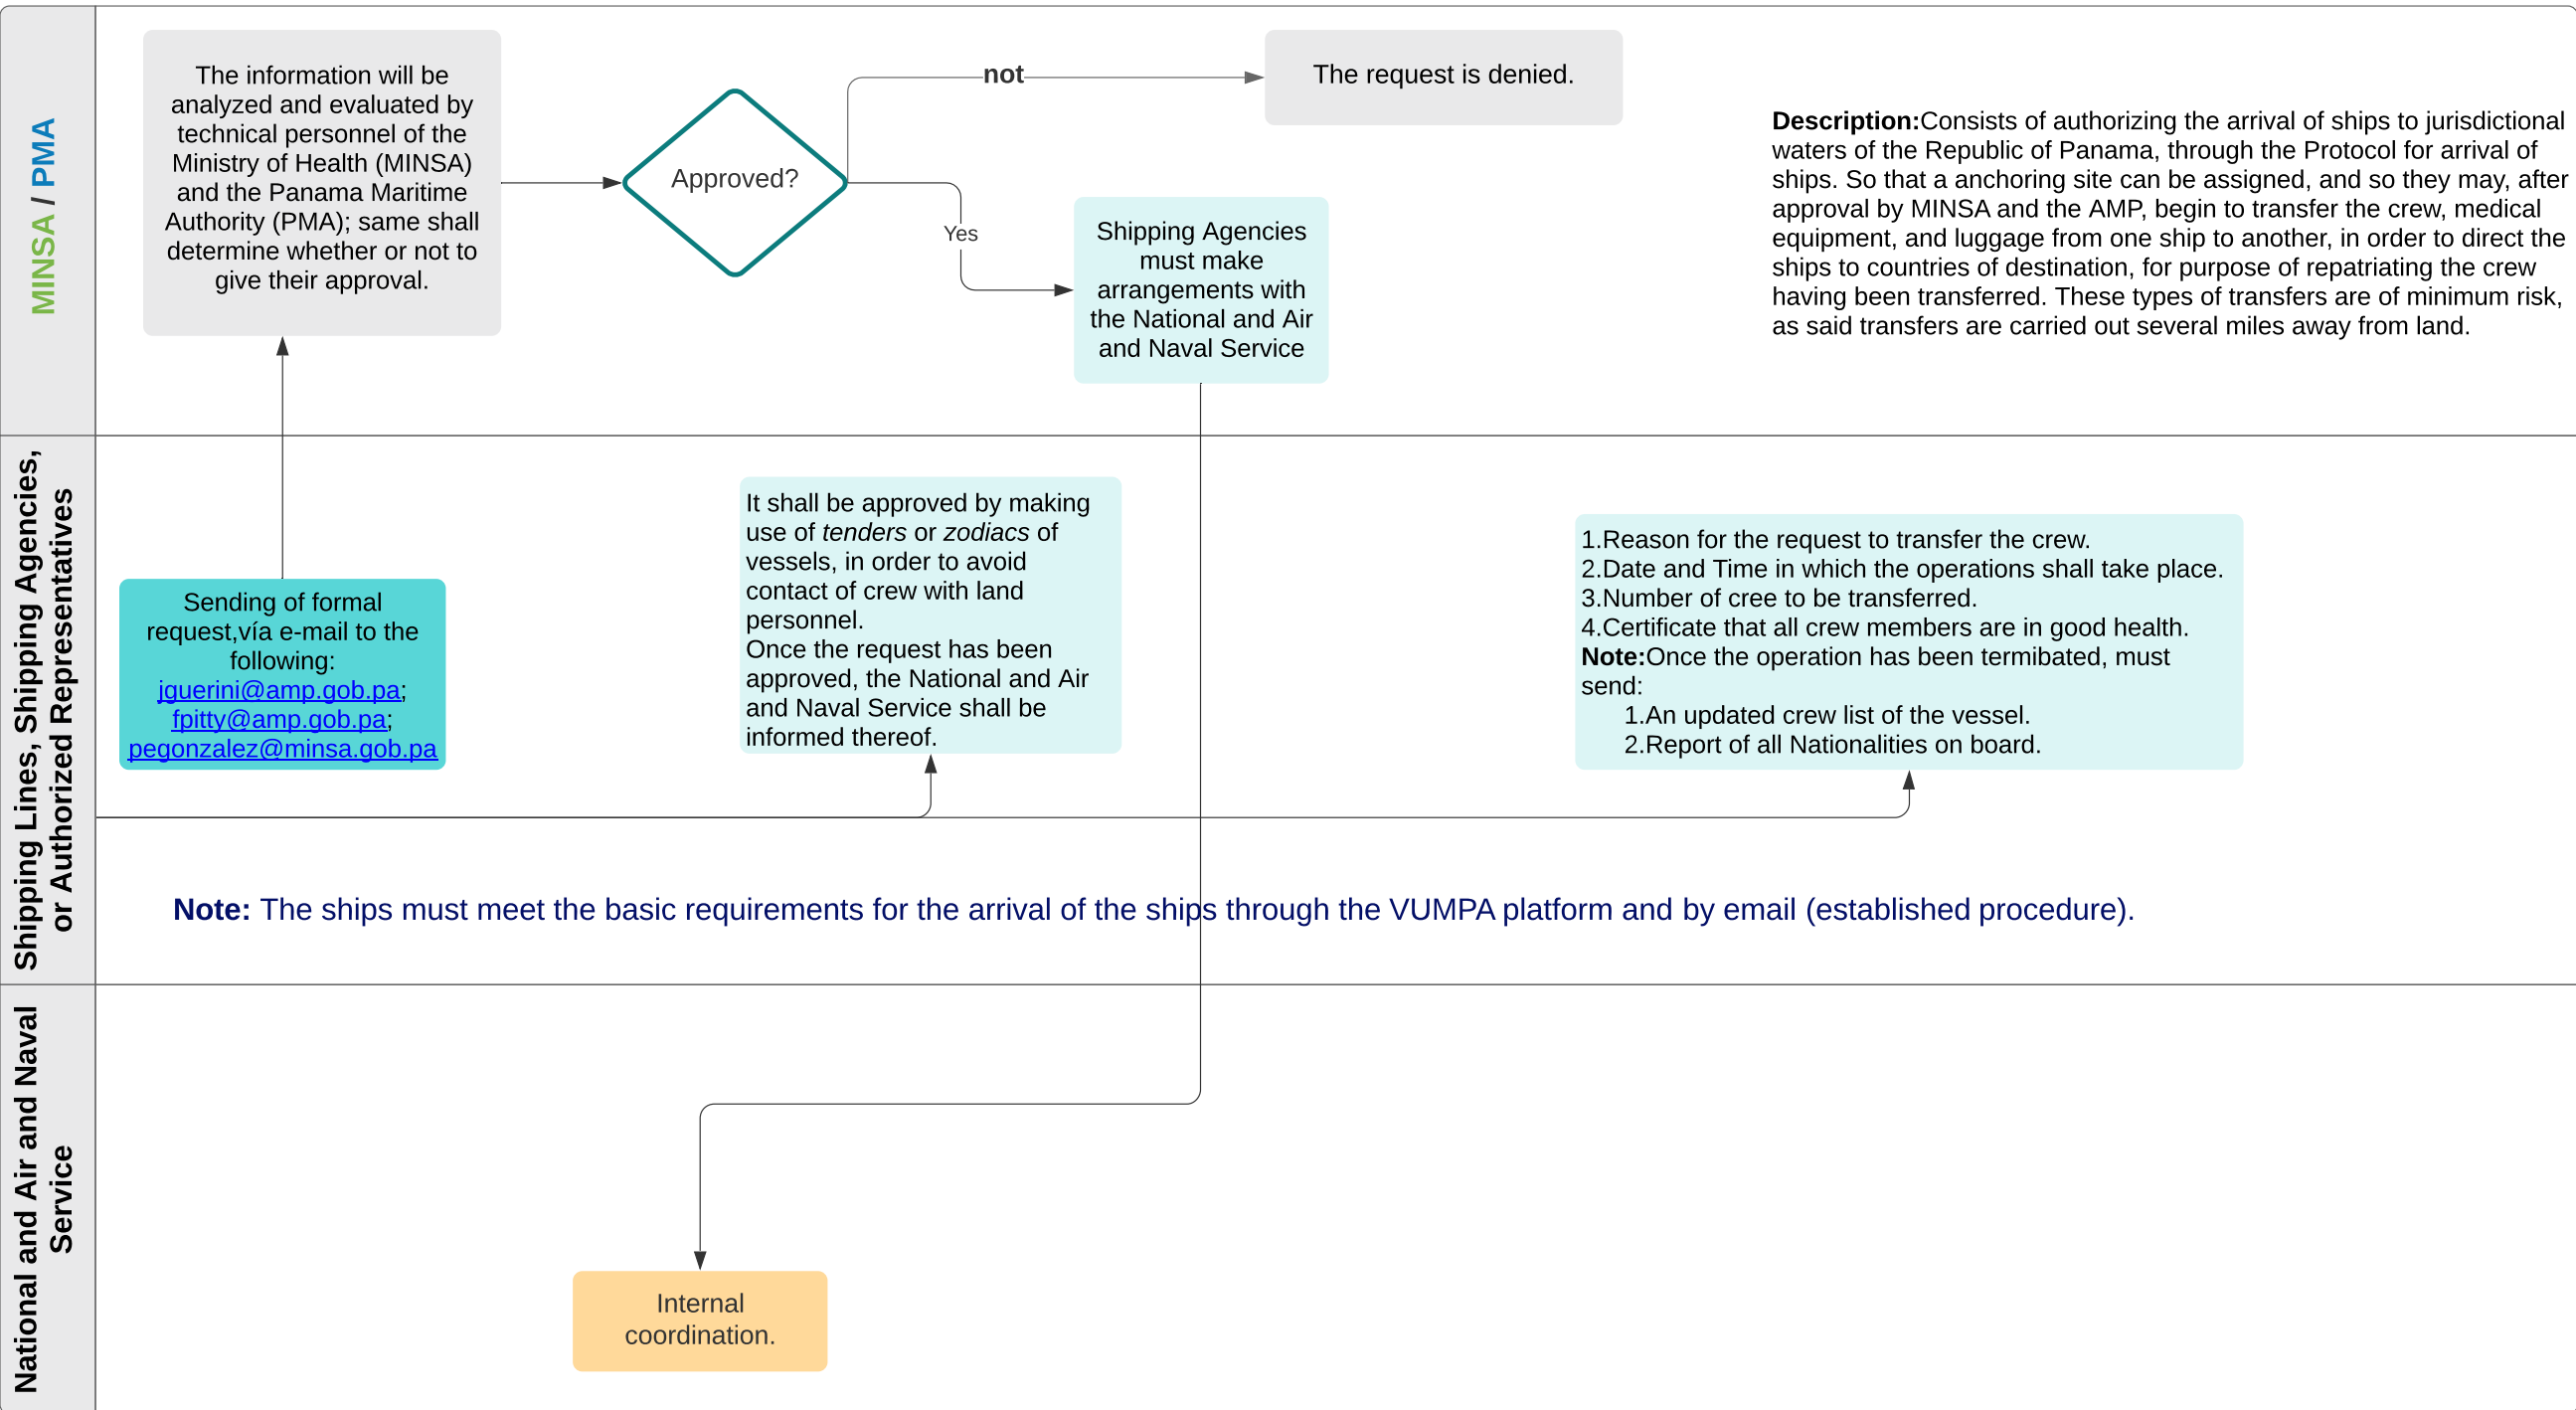 MINSA / PMA
The information will be
analyzed and evaluated by
technical personnel of the
Ministry of Health (MINSA)
and the Panama Maritime
Authority (PMA); same shall
determine whether or not to
give their approval.
Approved?
not
The request is denied.
Yes
Shipping Agencies
must make
arrangements with
the National and Air
and Naval Service
Description:Consists of authorizing the arrival of ships to jurisdictional
waters of the Republic of Panama, through the Protocol for arrival of
ships. So that a anchoring site can be assigned, and so they may, after
approval by MINSA and the AMP, begin to transfer the crew, medical
equipment, and luggage from one ship to another, in order to direct the
ships to countries of destination, for purpose of repatriating the crew
having been transferred. These types of transfers are of minimum risk,
as said transfers are carried out several miles away from land.
Shipping Lines, Shipping Agencies,
or Authorized Representatives
Sending of formal
request,vía e-mail to the
following:
jguerini@amp.gob.pa;
fpitty@amp.gob.pa;
pegonzalez@minsa.gob.pa
It shall be approved by making
use of tenders or zodiacs of
vessels, in order to avoid
contact of crew with land
personnel.
Once the request has been
approved, the National and Air
and Naval Service shall be
informed thereof.
1.Reason for the request to transfer the crew.
2.Date and Time in which the operations shall take place.
3.Number of cree to be transferred.
4.Certificate that all crew members are in good health.
Note:Once the operation has been termibated, must
send:
1.An updated crew list of the vessel.
2.Report of all Nationalities on board.
Note: The ships must meet the basic requirements for the arrival of the ships through the VUMPA platform and by email (established procedure).
National and Air and Naval
Service
Internal
coordination.